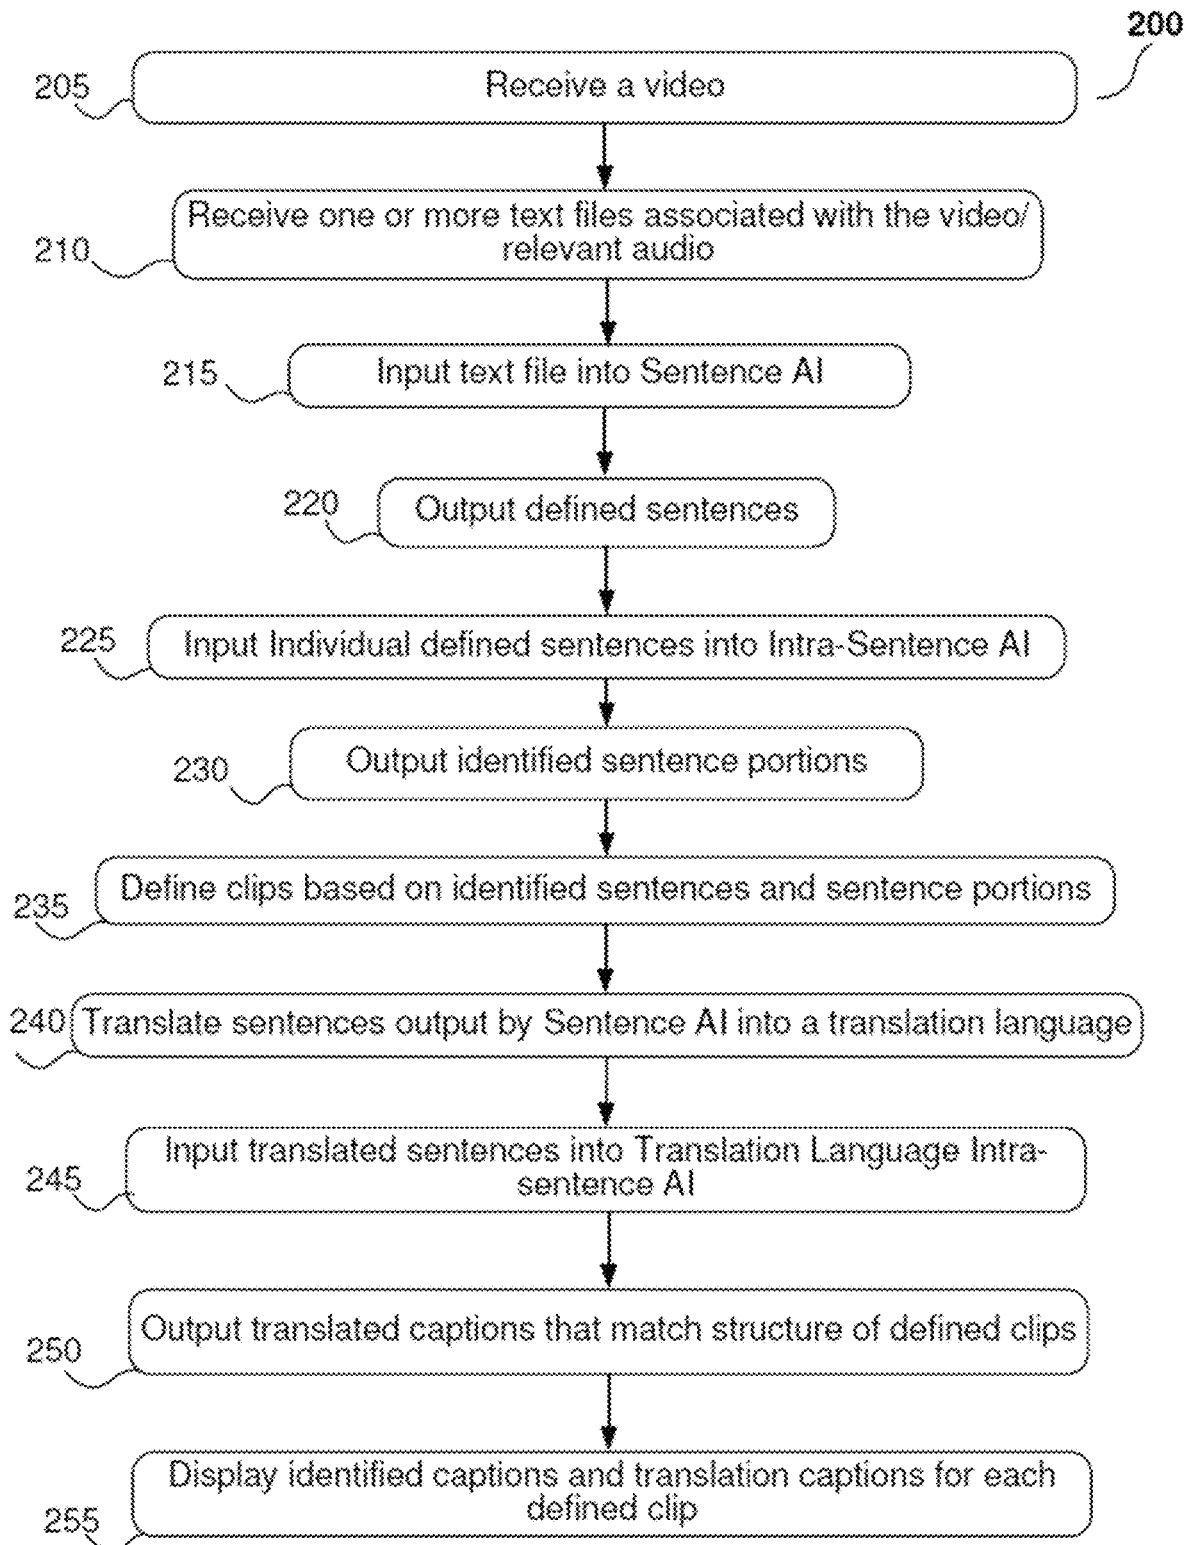 200
205
Receive a video
210
Receive one or more text files associated with the video/
relevant audio
215
Input text file into Sentence AI
220
Output defined sentences
225
Input Individual defined sentences into Intra-Sentence AI
230
Output identified sentence portions
235
Define clips based on identified sentences and sentence portions
240
Translate sentences output by Sentence AI into a translation language
245
Input translated sentences into Translation Language Intra-
sentence AI
250
Output translated captions that match structure of defined clips
255
Display identified captions and translation captions for each
defined clip